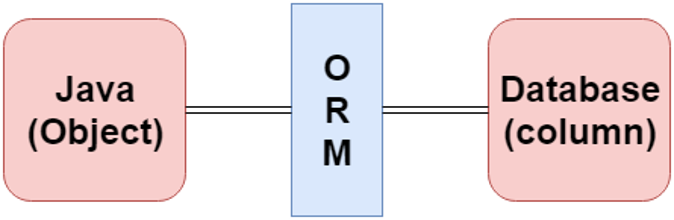 Java
(Object)
O
R
M
Database
(column)